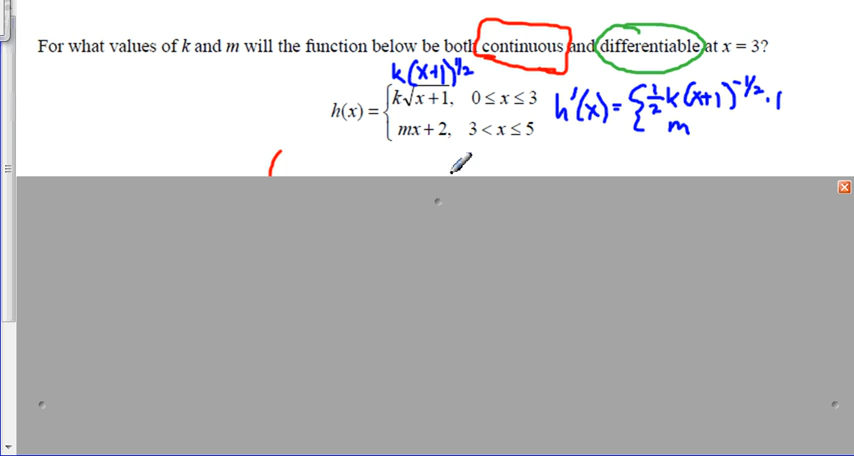 For what values of k and m will the function below be both continuous and differentiable at x = 3?
k(x+1)^1/2
h(x) = { k√x+1, 0 ≤ x ≤ 3
mx + 2, 3 < x ≤ 5
h'(x) = { 1/2 k(x+1)^-1/2 · 1
m